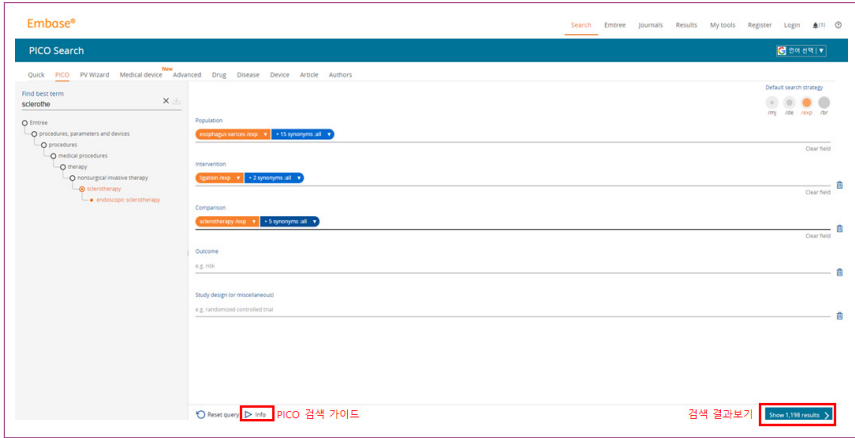 Embase®
Search Emtree Journals Results My tools Register Login (1)
PICO Search
언어 선택 | ▼
Quick PICO PV Wizard Medical device New Advanced Drug Disease Device Article Authors
Find best term
sclerothe
Emtree
procedures, parameters and devices
procedures
medical procedures
therapy
nonsurgical invasive therapy
sclerotherapy
endoscopic sclerotherapy
Default search strategy
/mj /de /exp /br
Population
esophagus varices /exp ▼ + 15 synonyms :all ▼
Clear field
Intervention
ligation /exp ▼ + 2 synonyms :all ▼
Clear field
Comparison
sclerotherapy /exp ▼ + 5 synonyms :all ▼
Clear field
Outcome
e.g. risk
Study design (or miscellaneous)
e.g. randomized controlled trial
Reset query Info PICO 검색 가이드 검색 결과보기 Show 1,198 results